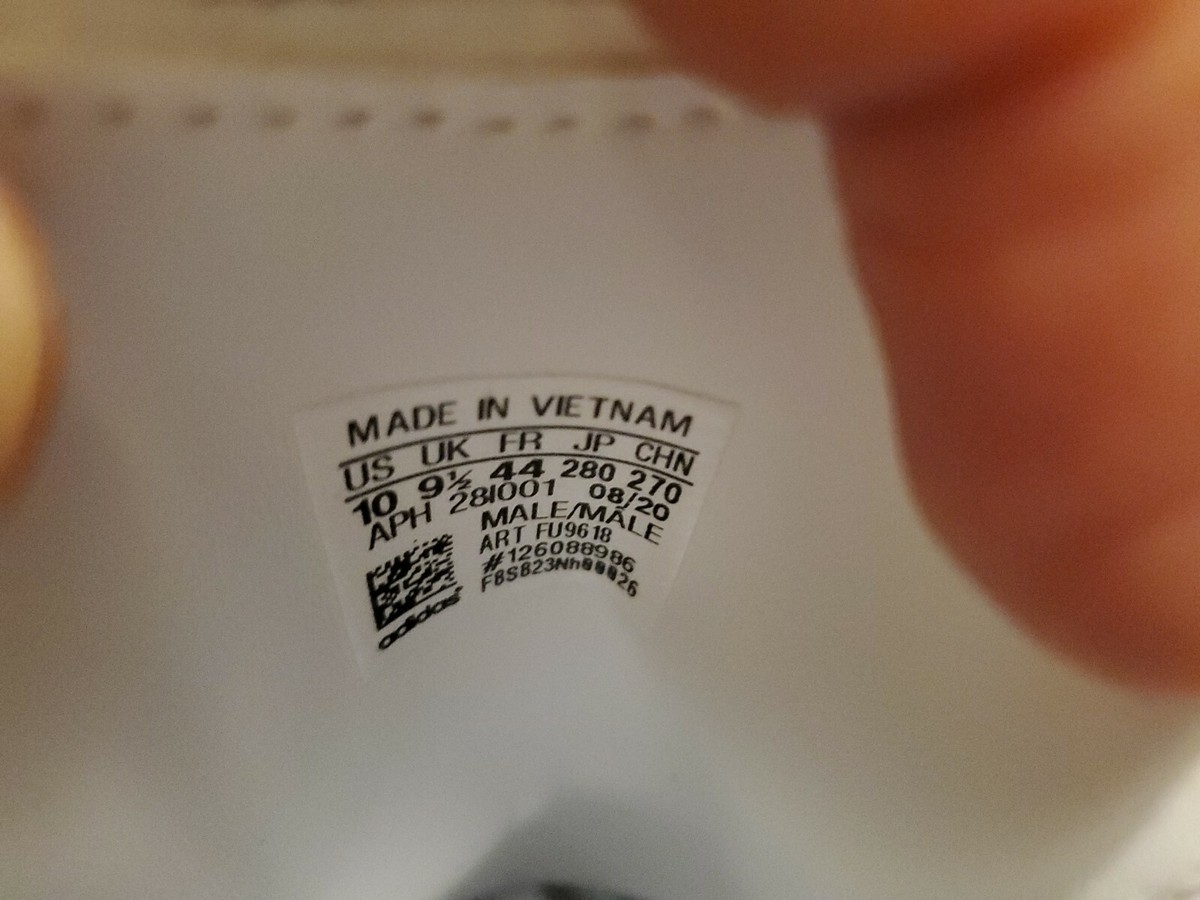 MADE IN VIETNAM
US UK FR JP CHN
10 9½ 44 280 270
APH 28I001 08/20
MALE/MÂLE
ART FU9618
#126088986
adidas